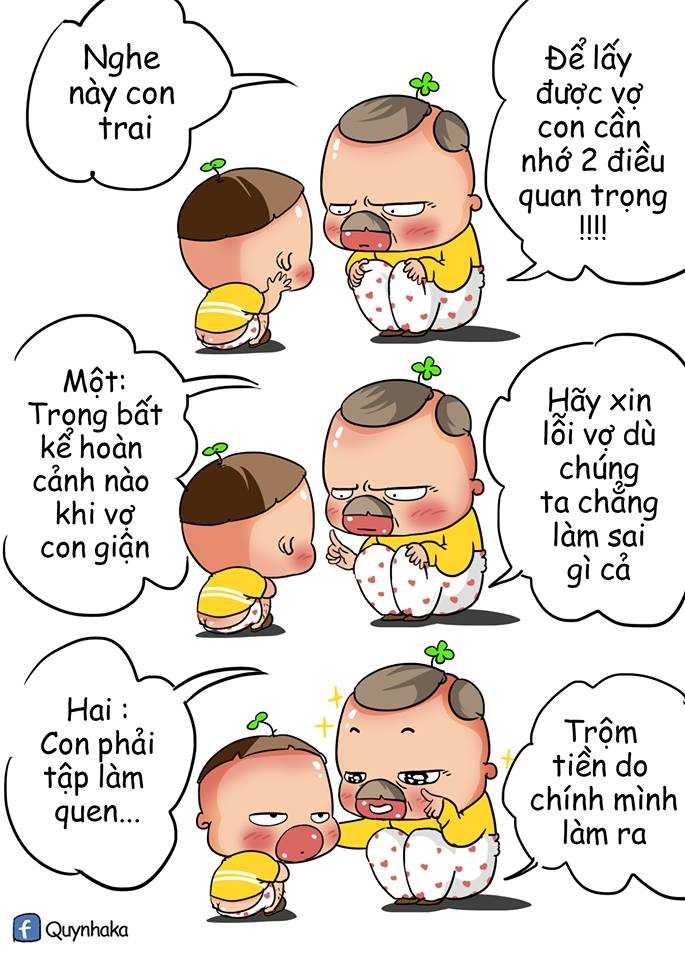 Nghe
này con
trai
Để lấy
được vợ
con cần
nhớ 2 điều
quan trọng
!!!!
Một:
Trong bất
kể hoàn
cảnh nào
khi vợ
con giận
Hãy xin
lỗi vợ dù
chúng
ta chẳng
làm sai
gì cả
Hai :
Con phải
tập làm
quen...
Trộm
tiền do
chính mình
làm ra
f Quynhaka